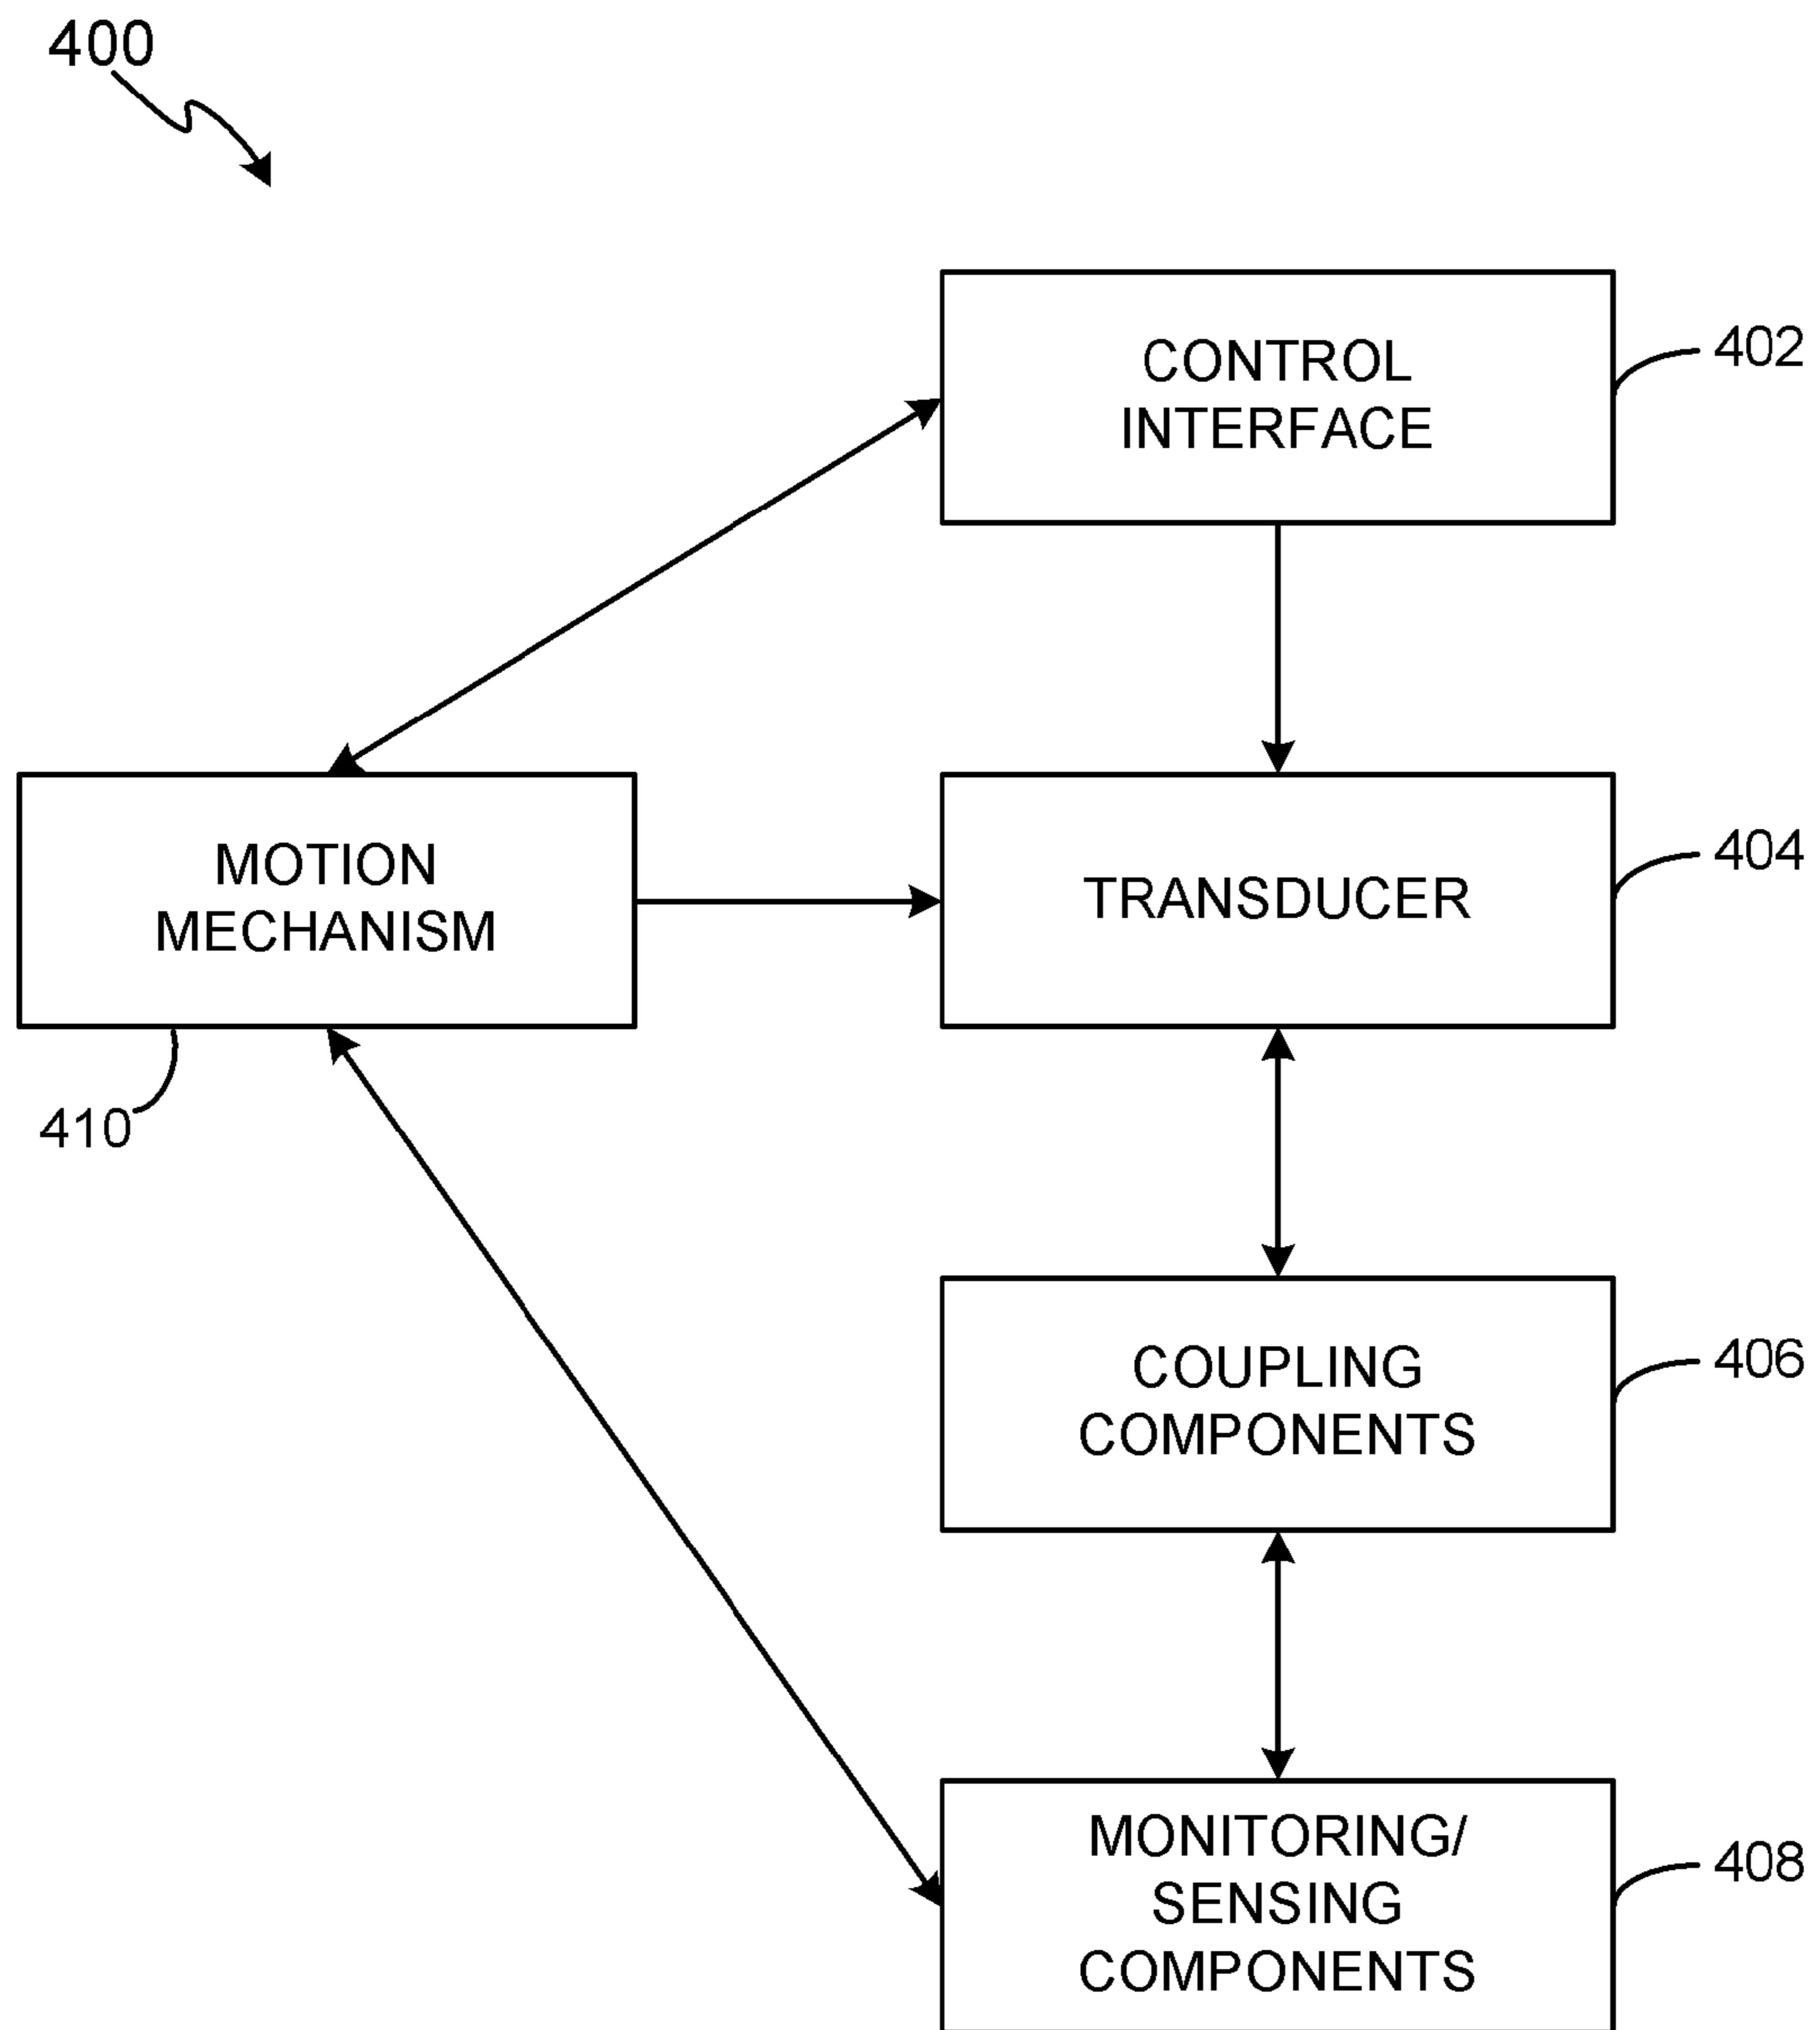 400
CONTROL
INTERFACE
402
MOTION
MECHANISM
410
TRANSDUCER
404
COUPLING
COMPONENTS
406
MONITORING/
SENSING
COMPONENTS
408